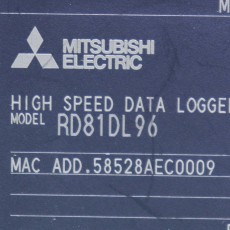 M
MITSUBISHI
ELECTRIC
HIGH SPEED DATA LOGGE
MODEL RD81DL96
MAC ADD.58528AEC0009